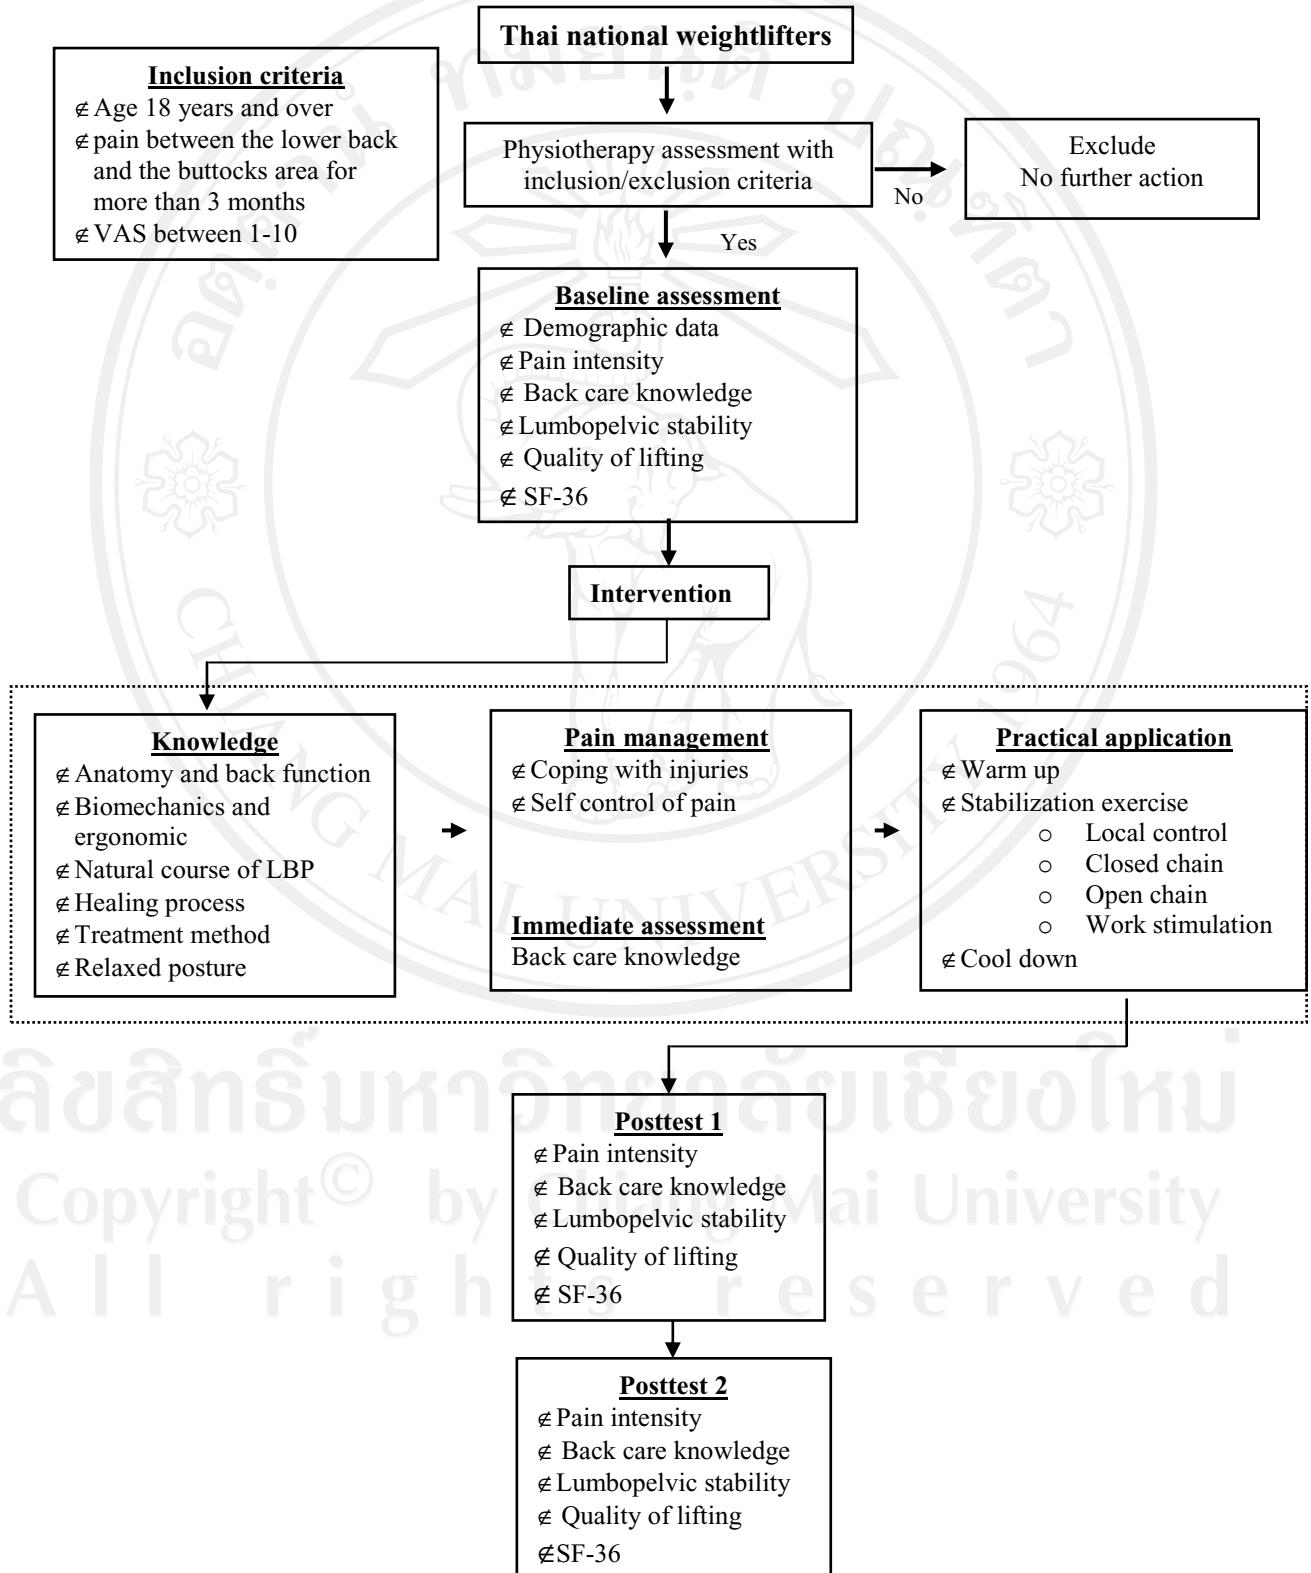 Thai national weightlifters
Inclusion criteria
∉ Age 18 years and over
∉ pain between the lower back
and the buttocks area for
more than 3 months
∉ VAS between 1-10
Physiotherapy assessment with
inclusion/exclusion criteria
No
Exclude
No further action
Yes
Baseline assessment
∉ Demographic data
∉ Pain intensity
∉ Back care knowledge
∉ Lumbopelvic stability
∉ Quality of lifting
∉ SF-36
Intervention
Knowledge
∉ Anatomy and back function
∉ Biomechanics and
ergonomic
∉ Natural course of LBP
∉ Healing process
∉ Treatment method
∉ Relaxed posture
Pain management
∉ Coping with injuries
∉ Self control of pain
Immediate assessment
Back care knowledge
Practical application
∉ Warm up
∉ Stabilization exercise
o Local control
o Closed chain
o Open chain
o Work stimulation
∉ Cool down
Posttest 1
∉ Pain intensity
∉ Back care knowledge
∉ Lumbopelvic stability
∉ Quality of lifting
∉ SF-36
Posttest 2
∉ Pain intensity
∉ Back care knowledge
∉ Lumbopelvic stability
∉ Quality of lifting
∉ SF-36
CHIANG MAI UNIVERSITY 1964
ลิขสิทธิ์มหาวิทยาลัยเชียงใหม่
Copyright© by Chiang Mai University
All rights reserved